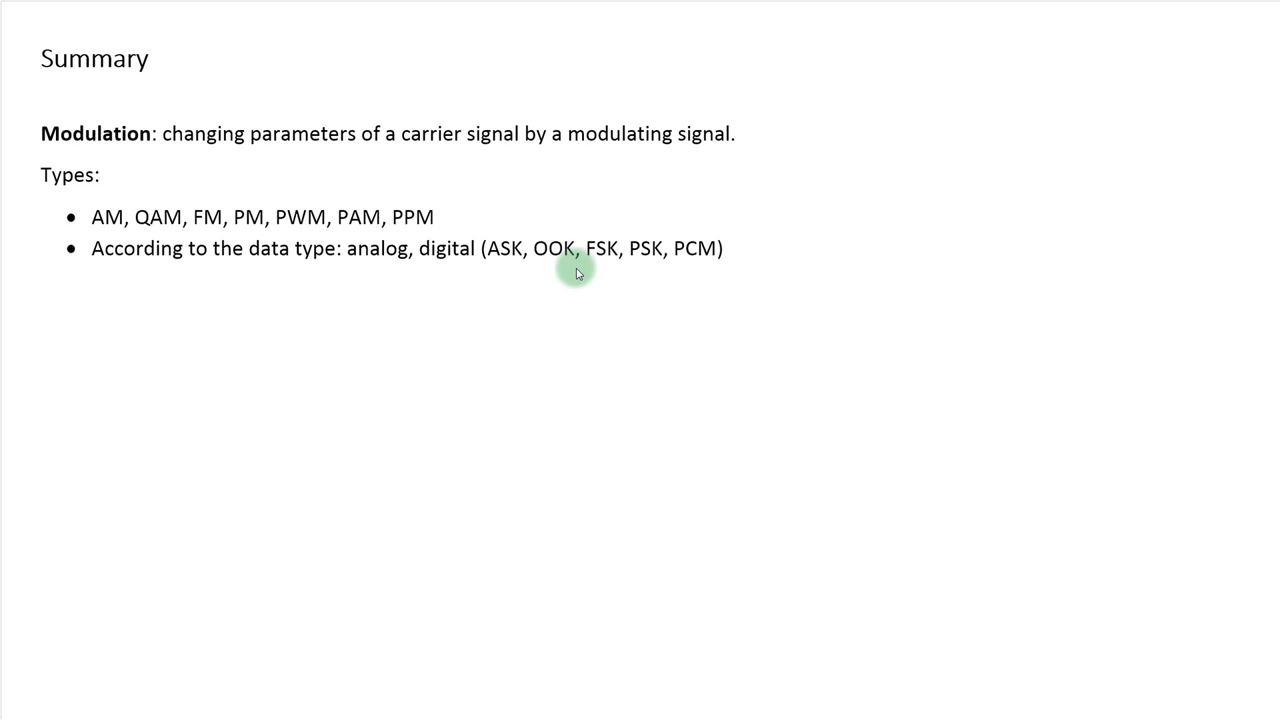 Summary
Modulation: changing parameters of a carrier signal by a modulating signal.
Types:
• AM, QAM, FM, PM, PWM, PAM, PPM
• According to the data type: analog, digital (ASK, OOK, FSK, PSK, PCM)